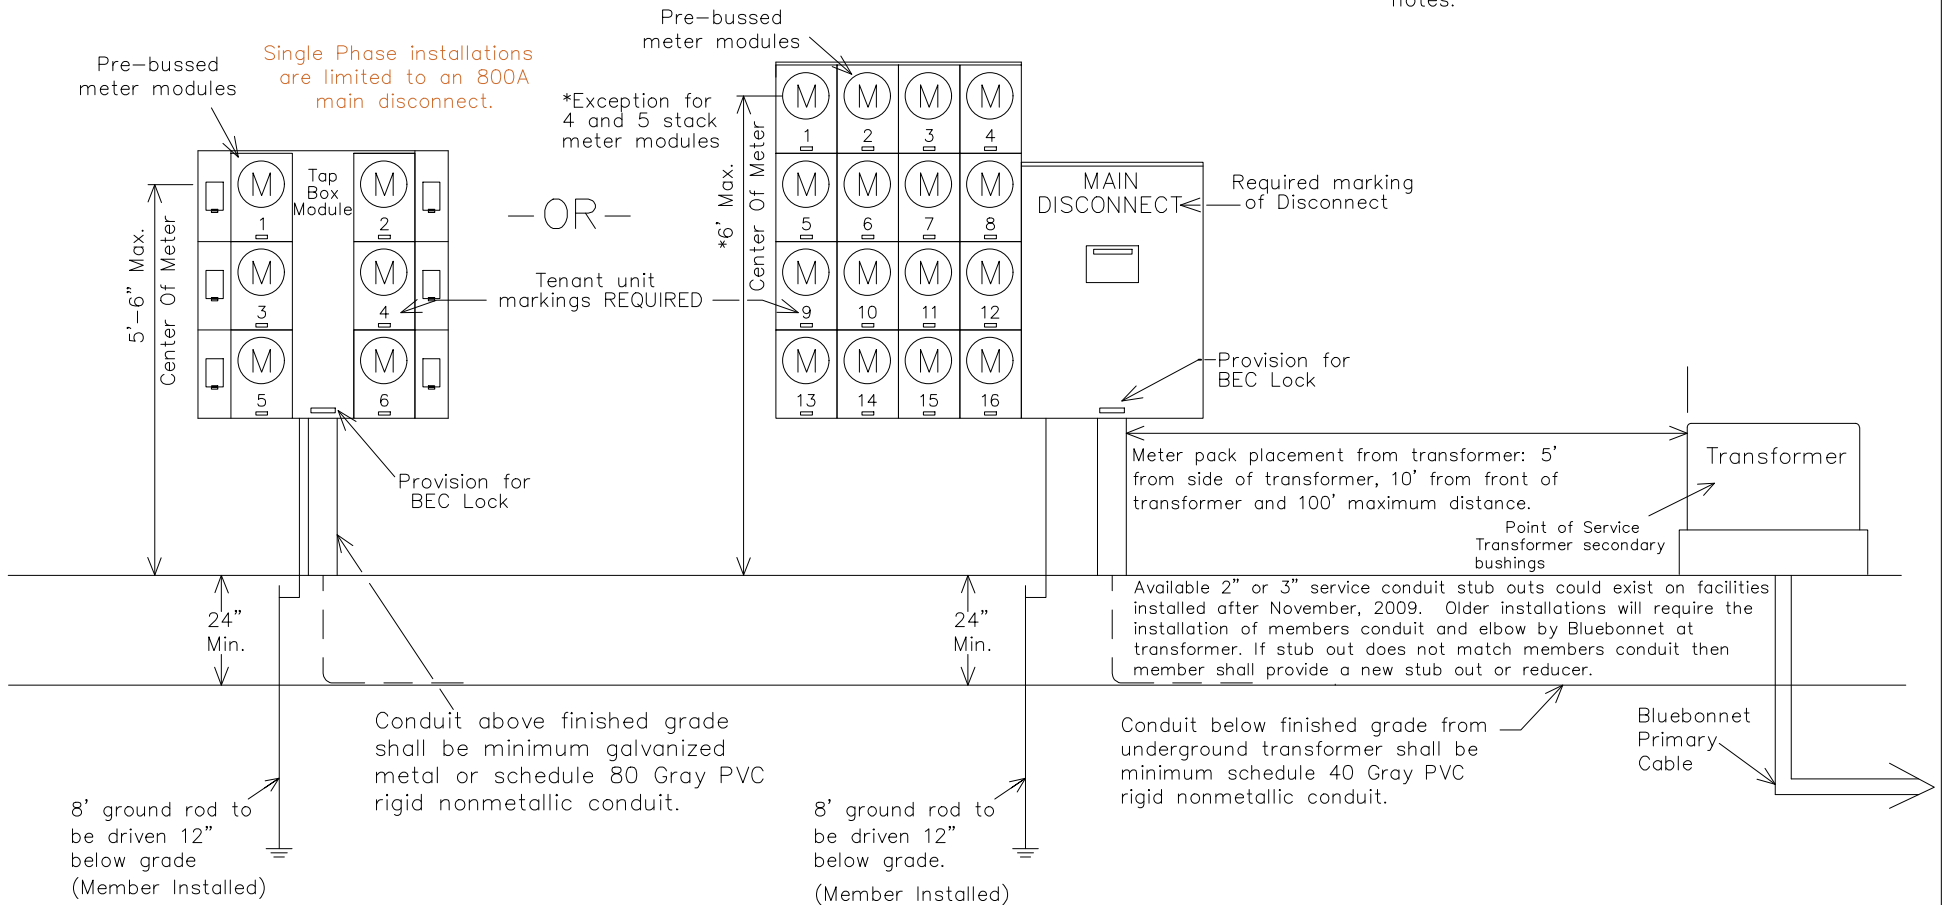 notes.
Pre-bussed
meter modules
Single Phase installations
are limited to an 800A
main disconnect.
Pre-bussed
meter modules
*Exception for
4 and 5 stack
meter modules
M
1
M
2
M
3
M
4
M
5
M
6
M
7
M
8
M
9
M
10
M
11
M
12
M
13
M
14
M
15
M
16
MAIN
DISCONNECT
Required marking
of Disconnect
M
1
Tap
Box
Module
M
2
M
3
M
4
M
5
M
6
— OR —
5'-6" Max.
Center Of Meter
*6' Max.
Center Of Meter
Tenant unit
markings REQUIRED
Provision for
BEC Lock
Provision for
BEC Lock
Meter pack placement from transformer: 5'
from side of transformer, 10' from front of
transformer and 100' maximum distance.
Transformer
Point of Service
Transformer secondary
bushings
Available 2" or 3" service conduit stub outs could exist on facilities
installed after November, 2009. Older installations will require the
installation of members conduit and elbow by Bluebonnet at
transformer. If stub out does not match members conduit then
member shall provide a new stub out or reducer.
24"
Min.
24"
Min.
Conduit above finished grade
shall be minimum galvanized
metal or schedule 80 Gray PVC
rigid nonmetallic conduit.
Conduit below finished grade from
underground transformer shall be
minimum schedule 40 Gray PVC
rigid nonmetallic conduit.
Bluebonnet
Primary
Cable
8' ground rod to
be driven 12"
below grade
(Member Installed)
8' ground rod to
be driven 12"
below grade.
(Member Installed)